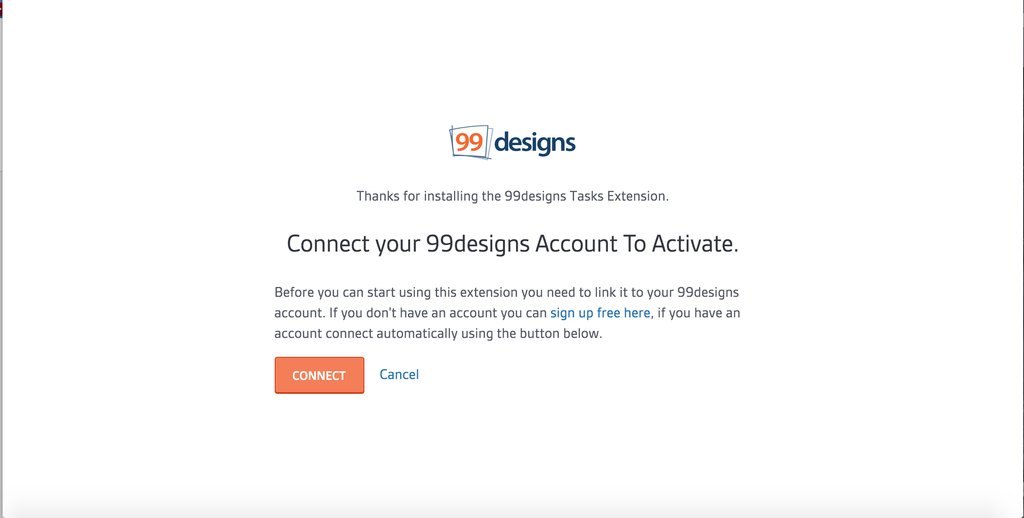 99designs
Thanks for installing the 99designs Tasks Extension.
Connect your 99designs Account To Activate.
Before you can start using this extension you need to link it to your 99designs
account. If you don't have an account you can sign up free here, if you have an
account connect automatically using the button below.
CONNECT Cancel